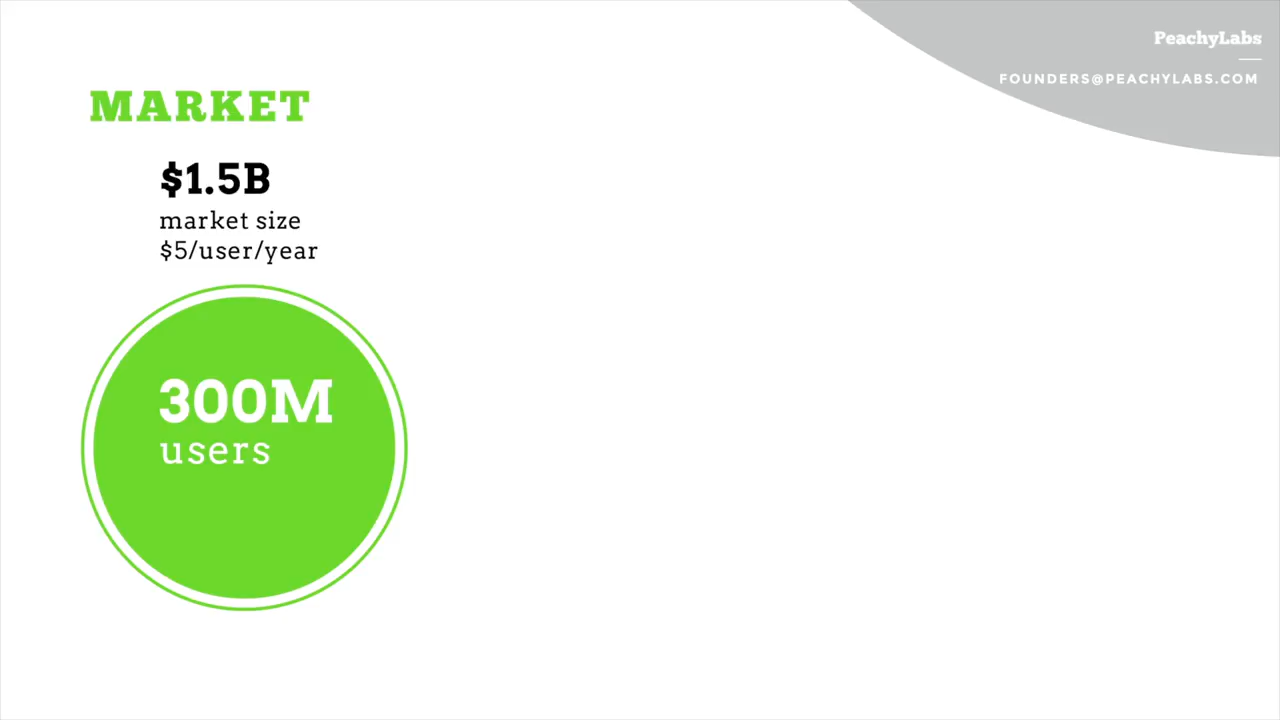 PeachyLabs
FOUNDERS@PEACHYLABS.COM
MARKET
$1.5B
market size
$5/user/year
300M
users